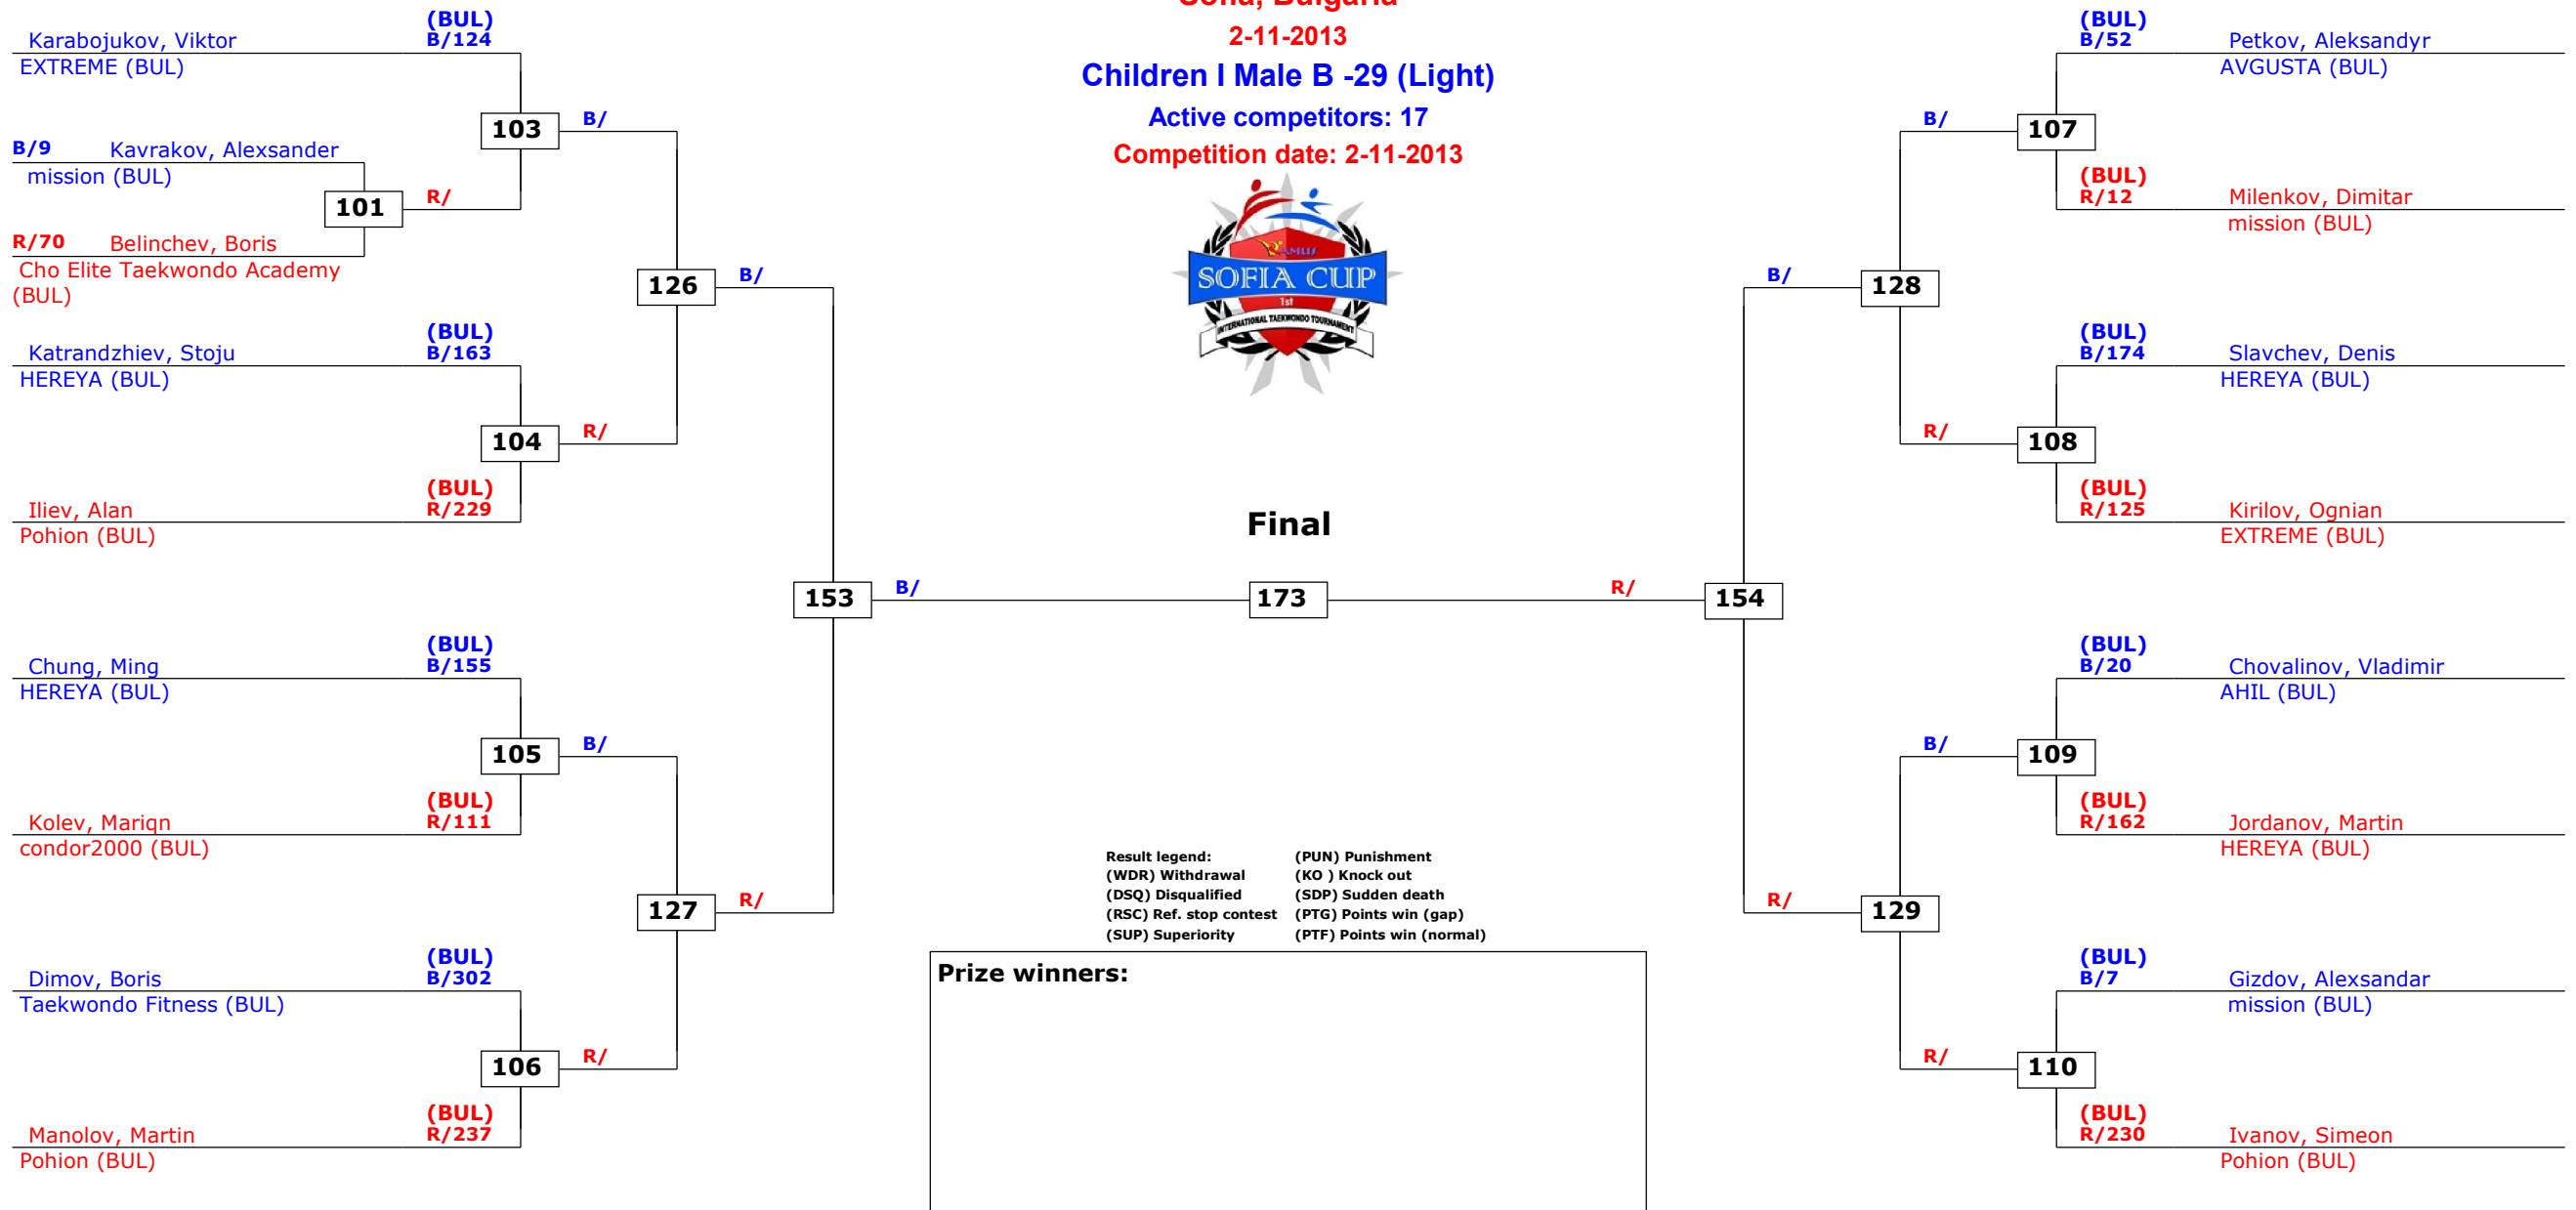 Sofia, Bulgaria
2-11-2013
Children I Male B -29 (Light)
Active competitors: 17
Competition date: 2-11-2013
RAMUS
SOFIA CUP
1st
INTERNATIONAL TAEKWONDO TOURNAMENT
(BUL)
Karabojukov, Viktor B/124
EXTREME (BUL)
103
B/
B/9 Kavrakov, Alexsander
mission (BUL)
101
R/
R/70 Belinchev, Boris
Cho Elite Taekwondo Academy
(BUL)
126
B/
(BUL)
Katrandzhiev, Stoju B/163
HEREYA (BUL)
104
R/
(BUL)
Iliev, Alan R/229
Pohion (BUL)
153
B/
(BUL)
Chung, Ming B/155
HEREYA (BUL)
105
B/
(BUL)
Kolev, Mariqn R/111
condor2000 (BUL)
127
R/
(BUL)
Dimov, Boris B/302
Taekwondo Fitness (BUL)
106
R/
(BUL)
Manolov, Martin R/237
Pohion (BUL)
Final
173
Result legend: (PUN) Punishment
(WDR) Withdrawal (KO ) Knock out
(DSQ) Disqualified (SDP) Sudden death
(RSC) Ref. stop contest (PTG) Points win (gap)
(SUP) Superiority (PTF) Points win (normal)
Prize winners:
(BUL)
B/52 Petkov, Aleksandyr
AVGUSTA (BUL)
B/
107
(BUL)
R/12 Milenkov, Dimitar
mission (BUL)
B/
128
(BUL)
B/174 Slavchev, Denis
HEREYA (BUL)
R/
108
(BUL)
R/125 Kirilov, Ognian
EXTREME (BUL)
R/
154
(BUL)
B/20 Chovalinov, Vladimir
AHIL (BUL)
B/
109
(BUL)
R/162 Jordanov, Martin
HEREYA (BUL)
R/
129
(BUL)
B/7 Gizdov, Alexsandar
mission (BUL)
R/
110
(BUL)
R/230 Ivanov, Simeon
Pohion (BUL)